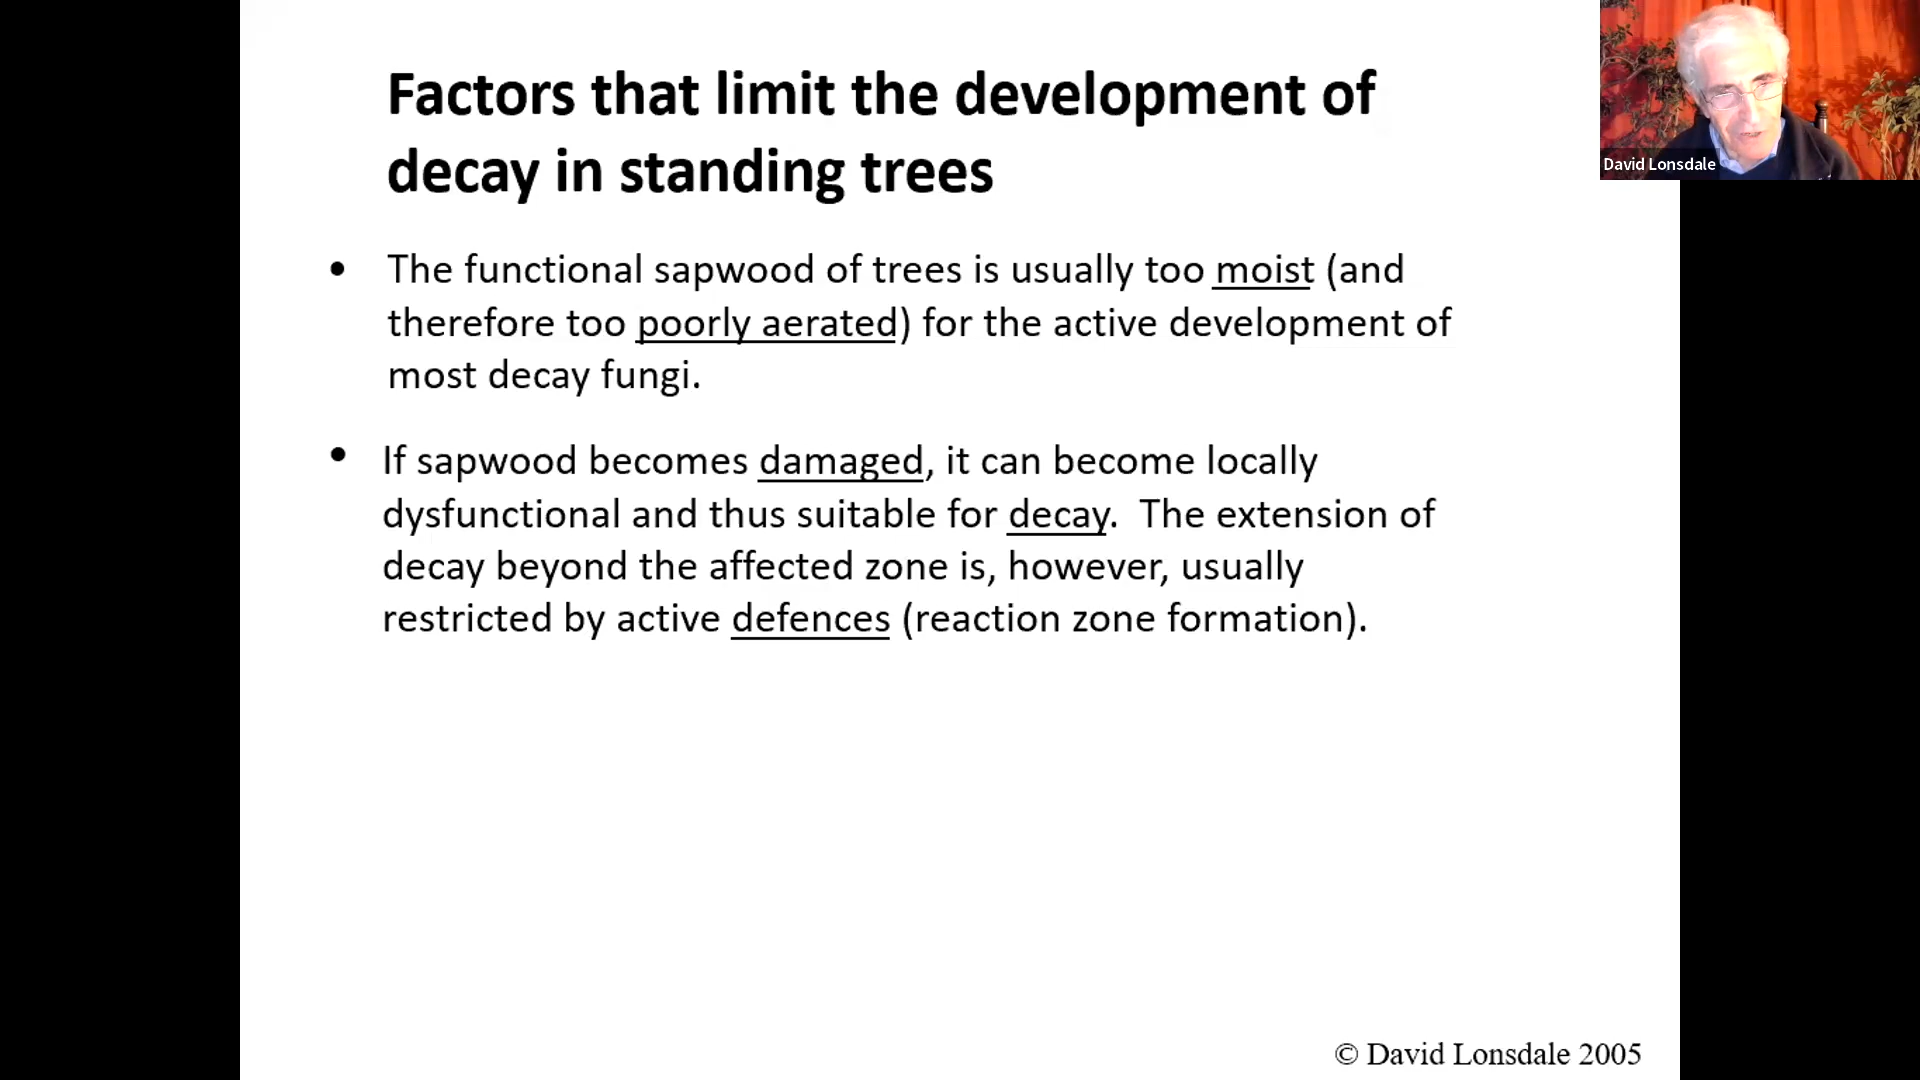 Factors that limit the development of
decay in standing trees
• The functional sapwood of trees is usually too moist (and
therefore too poorly aerated) for the active development of
most decay fungi.
• If sapwood becomes damaged, it can become locally
dysfunctional and thus suitable for decay.  The extension of
decay beyond the affected zone is, however, usually
restricted by active defences (reaction zone formation).
David Lonsdale
© David Lonsdale 2005